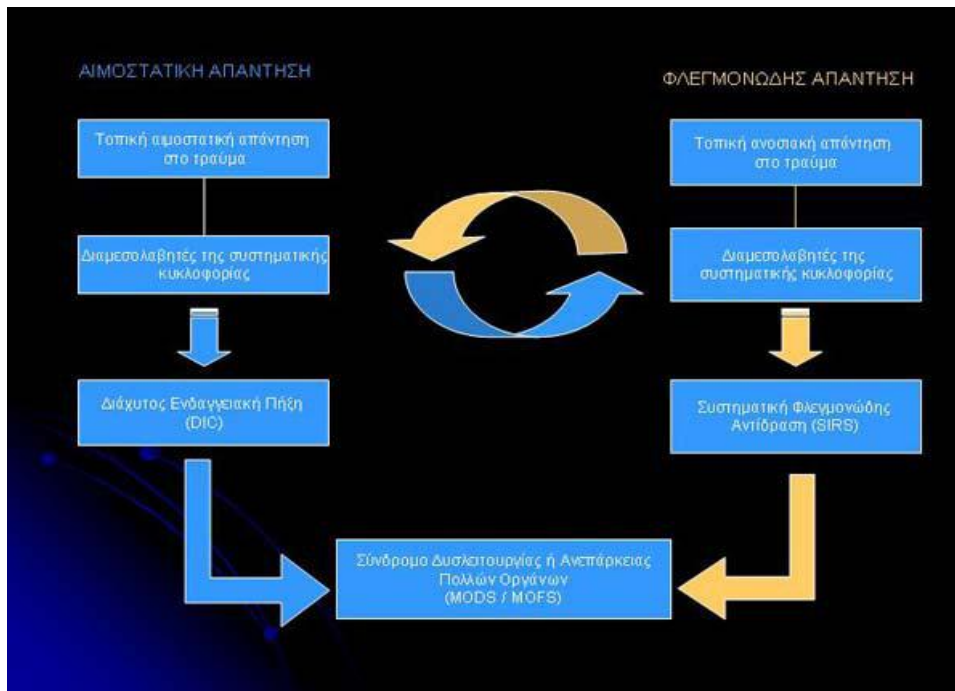 ΑΙΜΟΣΤΑΤΙΚΗ ΑΠΑΝΤΗΣΗ
Τοπική αιμοστατική απάντηση
στο τραύμα
Διαμεσολαβητές της συστηματικής
κυκλοφορίας
Διάχυτος Ενδαγγειακή Πήξη
(DIC)
ΦΛΕΓΜΟΝΩΔΗΣ ΑΠΑΝΤΗΣΗ
Τοπική ανοσιακή απάντηση
στο τραύμα
Διαμεσολαβητές της
συστηματικής κυκλοφορίας
Συστηματική Φλεγμονώδης
Αντίδραση (SIRS)
Σύνδρομο Δυσλειτουργίας ή Ανεπάρκειας
Πολλών Οργάνων
(MODS / MOFS)